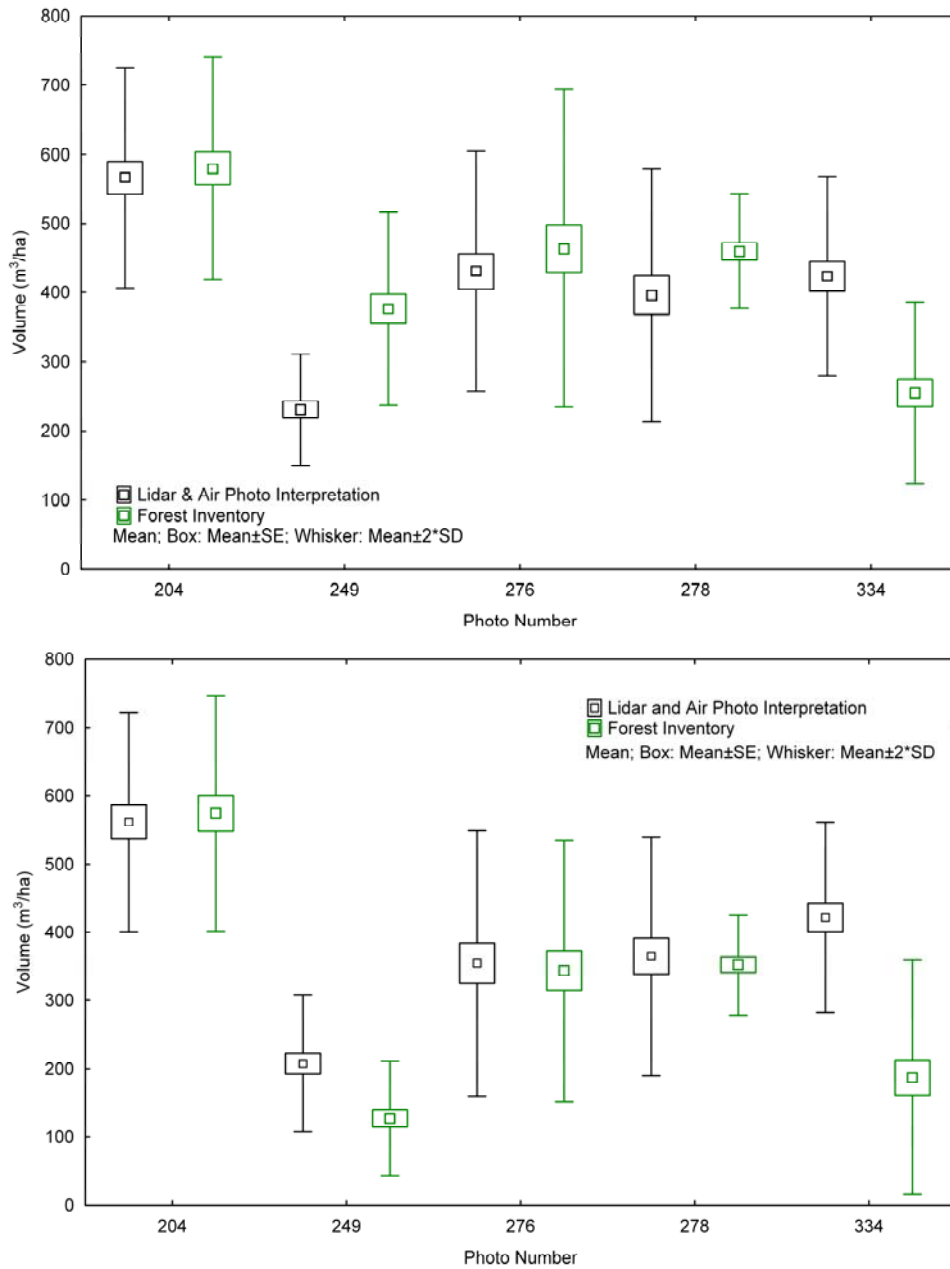 800
700
600
500
400
300
200
100
0
Volume (m³/ha)
Lidar & Air Photo Interpretation
Forest Inventory
Mean; Box: Mean±SE; Whisker: Mean±2*SD
204 249 276 278 334
Photo Number
800
700
600
500
400
300
200
100
0
Volume (m³/ha)
Lidar and Air Photo Interpretation
Forest Inventory
Mean; Box: Mean±SE; Whisker: Mean±2*SD
204 249 276 278 334
Photo Number